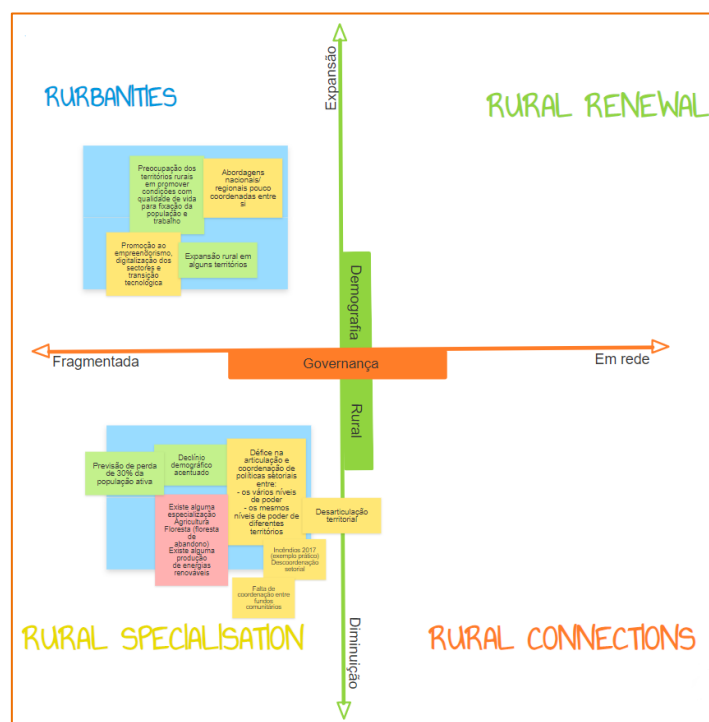 RURBANITIES
Expansão
RURAL RENEWAL
Preocupação dos
territórios rurais
em promover
condições com
qualidade de vida
para fixação da
população e
trabalho
Abordagens
nacionais/
regionais pouco
coordenadas entre
si
Promoção ao
empreendorismo,
digitalização dos
sectores e
transição
tecnológica
Expansão rural em
alguns territórios
Demografia
Fragmentada
Governança
Em rede
Rural
Previsão de perda
de 30% da
população ativa
Declínio
demográfico
acentuado
Défice na
articulação e
coordenação de
políticas setoriais
entre:
- os vários níveis
de poder
- os mesmos
níveis de poder de
diferentes
territórios
Existe alguma
especialização
Agricultura
Floresta (floresta
de
abandono)
Existe alguma
produção
de energias
renováveis
Desarticulação
territorial
Incêndios 2017
(exemplo prático)
Descoordenação
setorial
Falta de
coordenação entre
fundos
comunitários
RURAL SPECIALISATION
Diminuição
RURAL CONNECTIONS